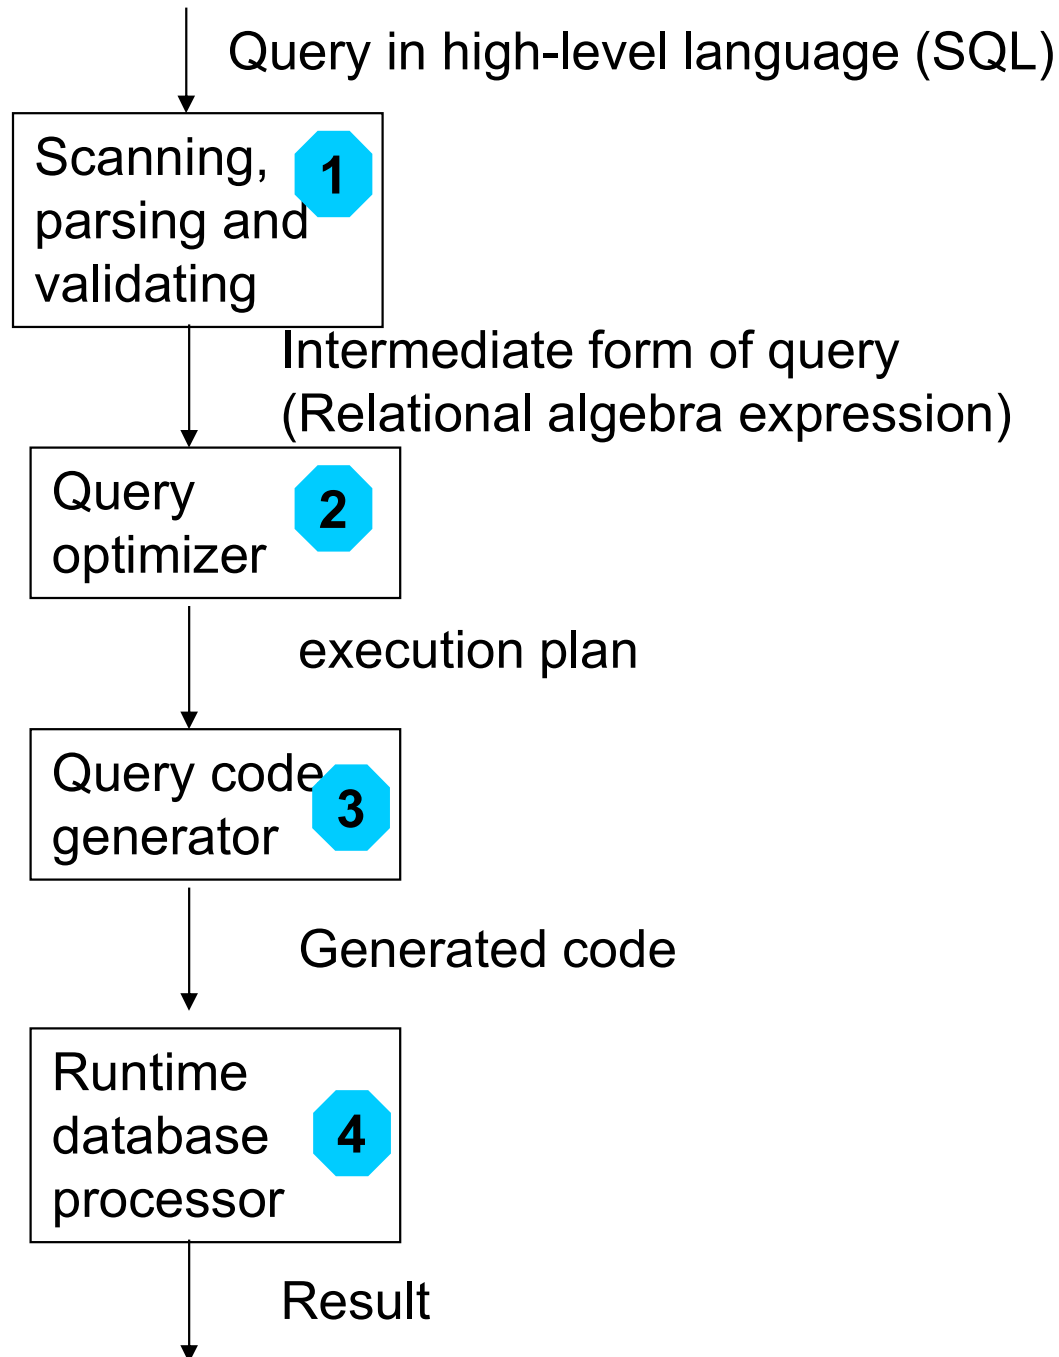 Query in high-level language (SQL)
Scanning,
1
parsing and
validating
Intermediate form of query
(Relational algebra expression)
Query
2
optimizer
execution plan
Query code
3
generator
Generated code
Runtime
database
4
processor
Result